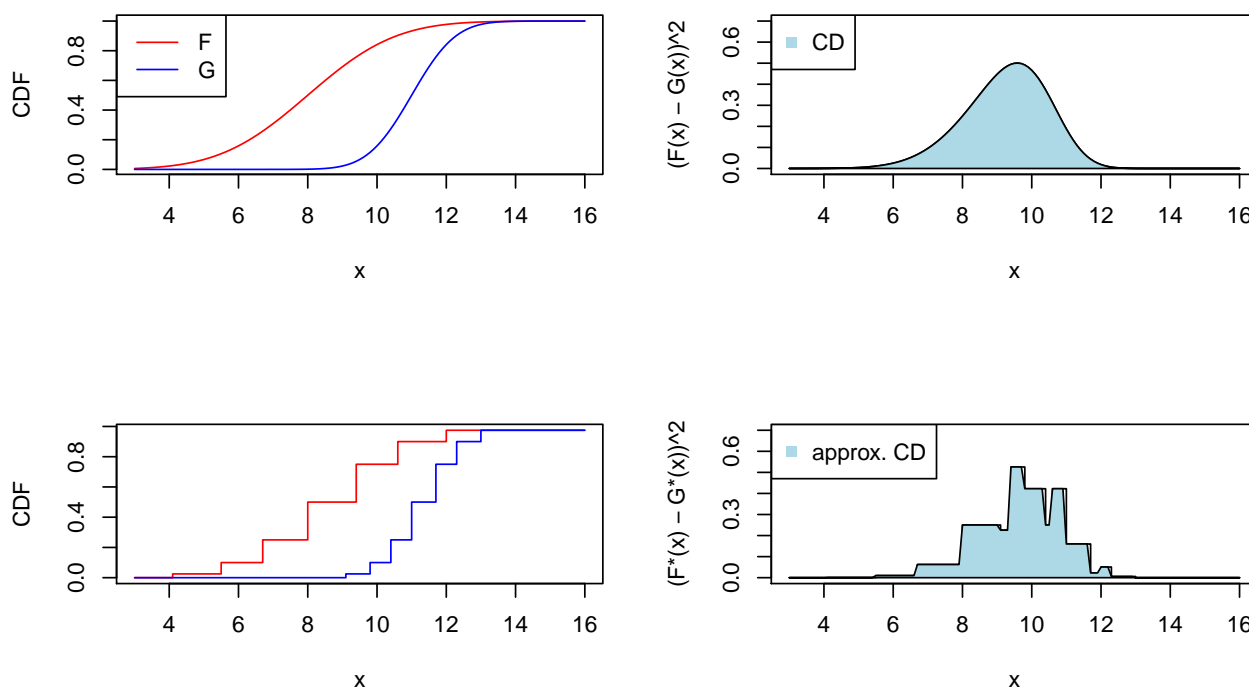 CDF
0.0 0.4 0.8
F
G
4 6 8 10 12 14 16
x
(F(x) − G(x))^2
0.0 0.3 0.6
CD
4 6 8 10 12 14 16
x
CDF
0.0 0.4 0.8
4 6 8 10 12 14 16
x
(F*(x) − G*(x))^2
0.0 0.3 0.6
approx. CD
4 6 8 10 12 14 16
x